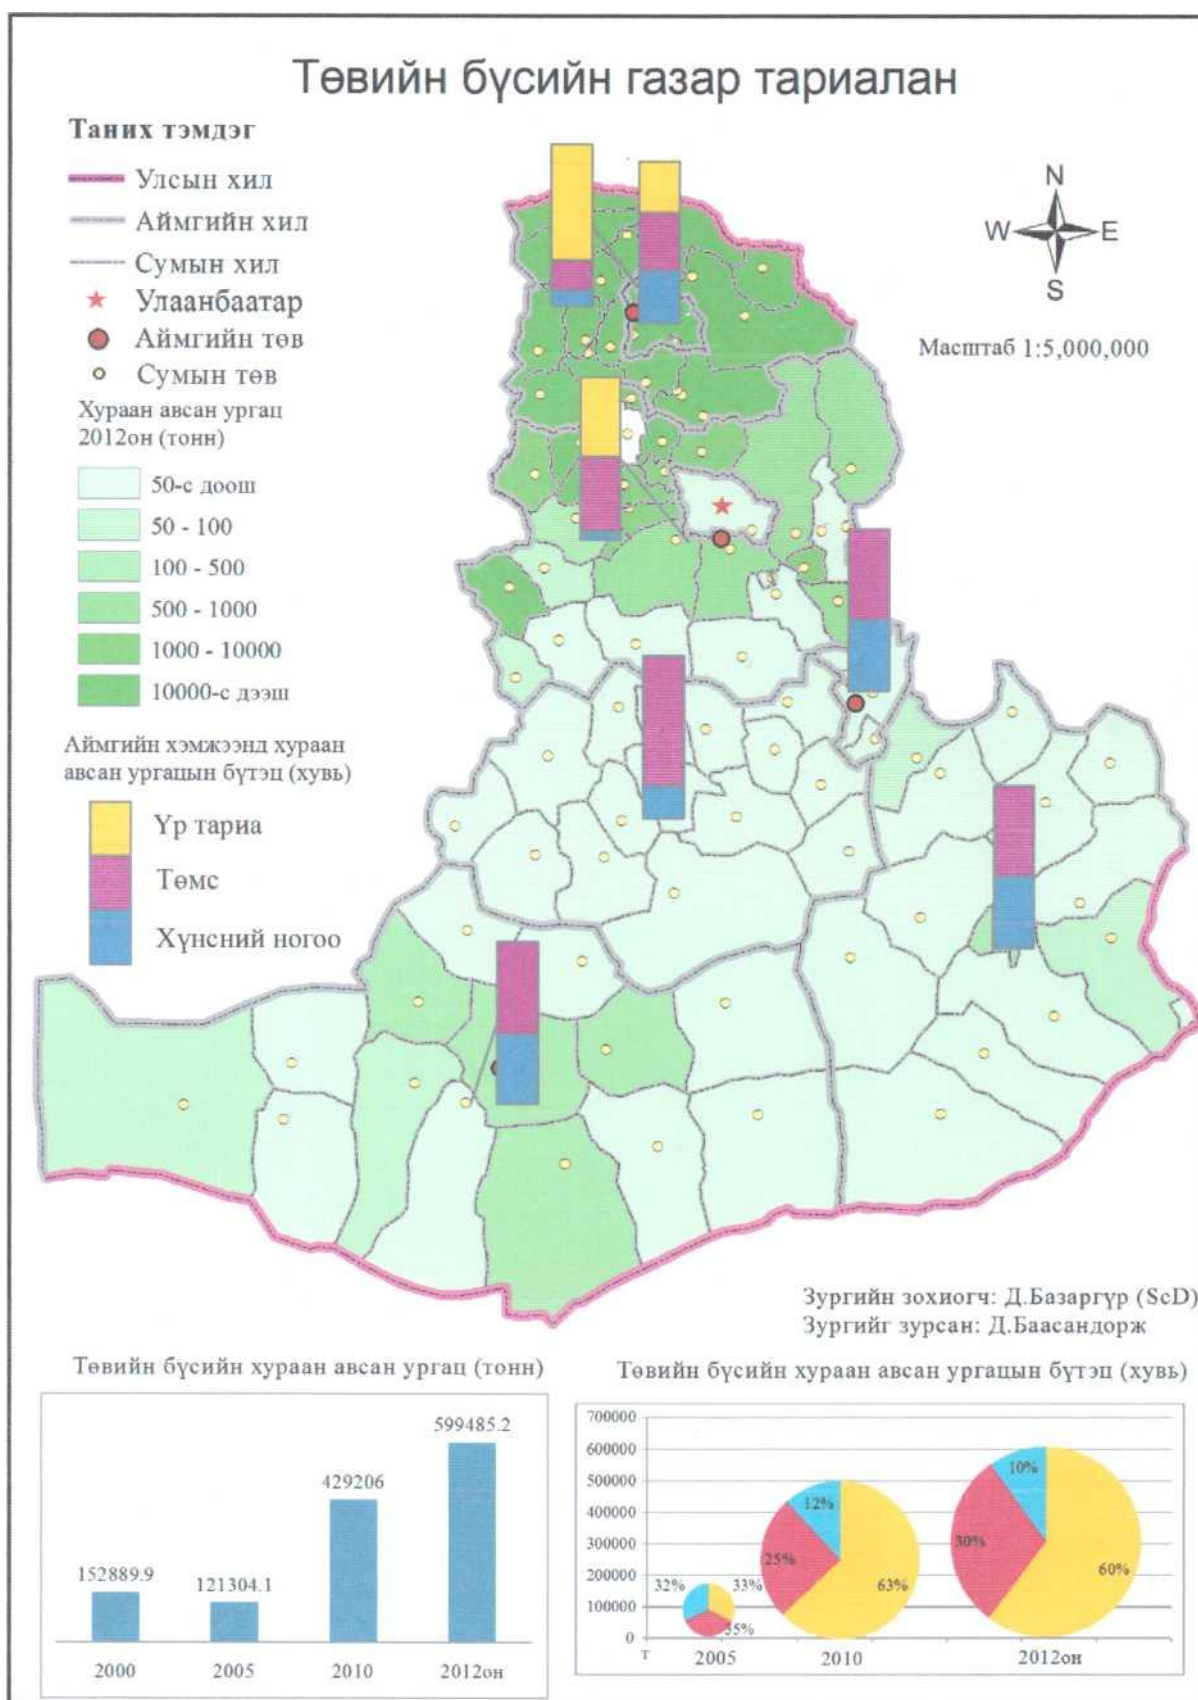 Төвийн бүсийн газар тариалан
Таних тэмдэг
Улсын хил
Аймгийн хил
Сумын хил
Улаанбаатар
Аймгийн төв
Сумын төв
Хураан авсан ургац
2012он (тонн)
50-с доош
50 - 100
100 - 500
500 - 1000
1000 - 10000
10000-с дээш
Аймгийн хэмжээнд хураан
авсан ургацын бүтэц (хувь)
Үр тариа
Төмс
Хүнсний ногоо
N
W E
S
Масштаб 1:5,000,000
Зургийн зохиогч: Д.Базаргүр (ScD)
Зургийг зурсан: Д.Баасандорж
Төвийн бүсийн хураан авсан ургац (тонн)
599485.2
429206
152889.9
121304.1
2000 2005 2010 2012он
Төвийн бүсийн хураан авсан ургацын бүтэц (хувь)
700000
600000
500000
400000
300000
200000
100000
0
32% 33% 35%
12% 25% 63%
10% 30% 60%
т 2005 2010 2012он